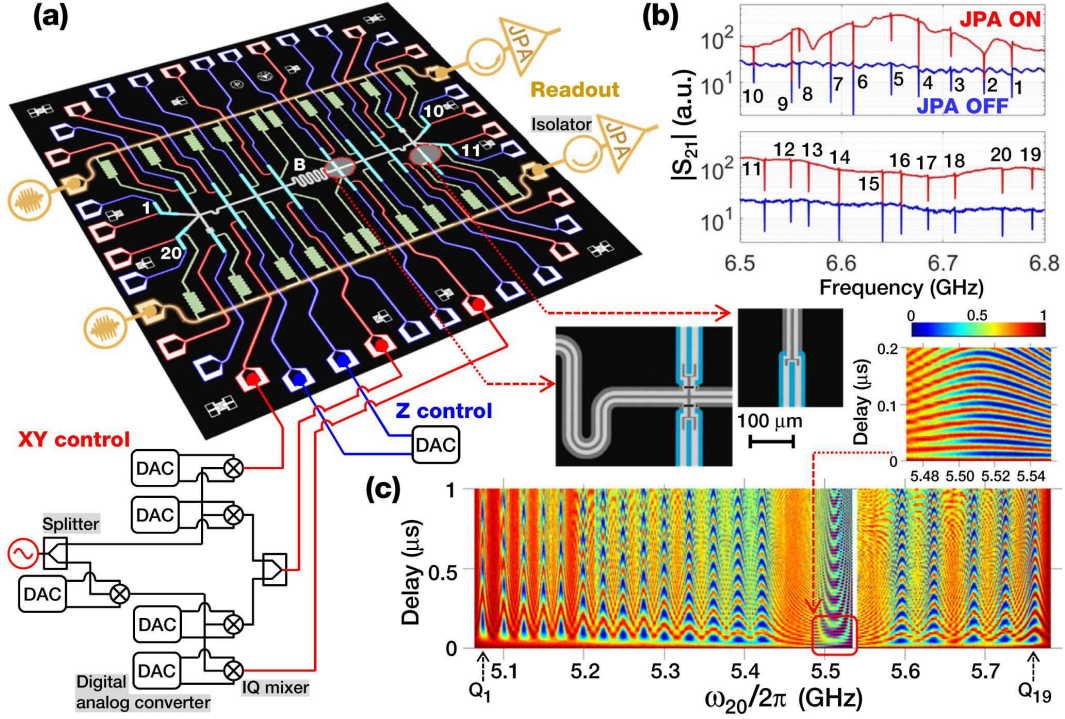 (a)
JPA
Readout
Isolator
JPA
10
11
B
1
20
XY control
Z control
DAC
DAC
DAC
Splitter
DAC
DAC
DAC
Digital
analog converter
IQ mixer
(b)
|S21| (a.u.)
10²
10¹
JPA ON
10
9
8
7
6
5
4
3
2
1
JPA OFF
10²
10¹
11
12
13
14
15
16
17
18
20
19
6.5
6.6
6.7
6.8
Frequency (GHz)
100 μm
0
0.5
1
Delay (μs)
0.2
0.1
0
5.48
5.50
5.52
5.54
(c)
Delay (μs)
1
0.5
0
5.1
5.2
5.3
5.4
5.5
5.6
5.7
Q1
ω20/2π (GHz)
Q19